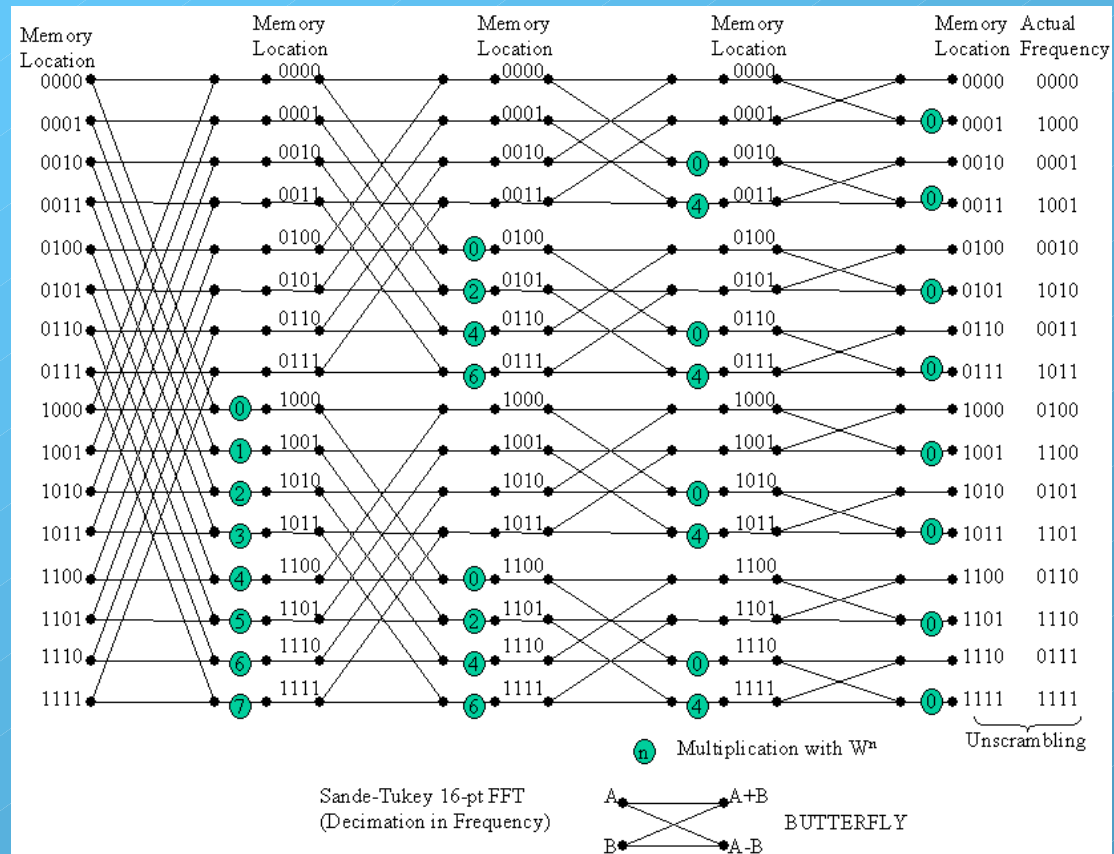 Memory Location Memory Location Memory Location Memory Location Memory Location Actual Frequency
0000 0000 0000 0000 0000 0000
0001 0001 0001 0001 0 0001 1000
0010 0010 0010 0 0010 0010 0001
0011 0011 0011 4 0011 0 0011 1001
0100 0100 0 0100 0100 0100 0010
0101 0101 2 0101 0101 0 0101 1010
0110 0110 4 0110 0 0110 0110 0011
0111 0111 6 0111 4 0111 0 0111 1011
1000 0 1000 1000 1000 1000 0100
1001 1 1001 1001 1001 0 1001 1100
1010 2 1010 1010 0 1010 1010 0101
1011 3 1011 1011 4 1011 0 1011 1101
1100 4 1100 0 1100 1100 1100 0110
1101 5 1101 2 1101 1101 0 1101 1110
1110 6 1110 4 1110 0 1110 1110 0111
1111 7 1111 6 1111 4 1111 0 1111 1111
Unscrambling
n Multiplication with Wⁿ
Sande-Tukey 16-pt FFT
(Decimation in Frequency)
A A+B
BUTTERFLY
B A-B